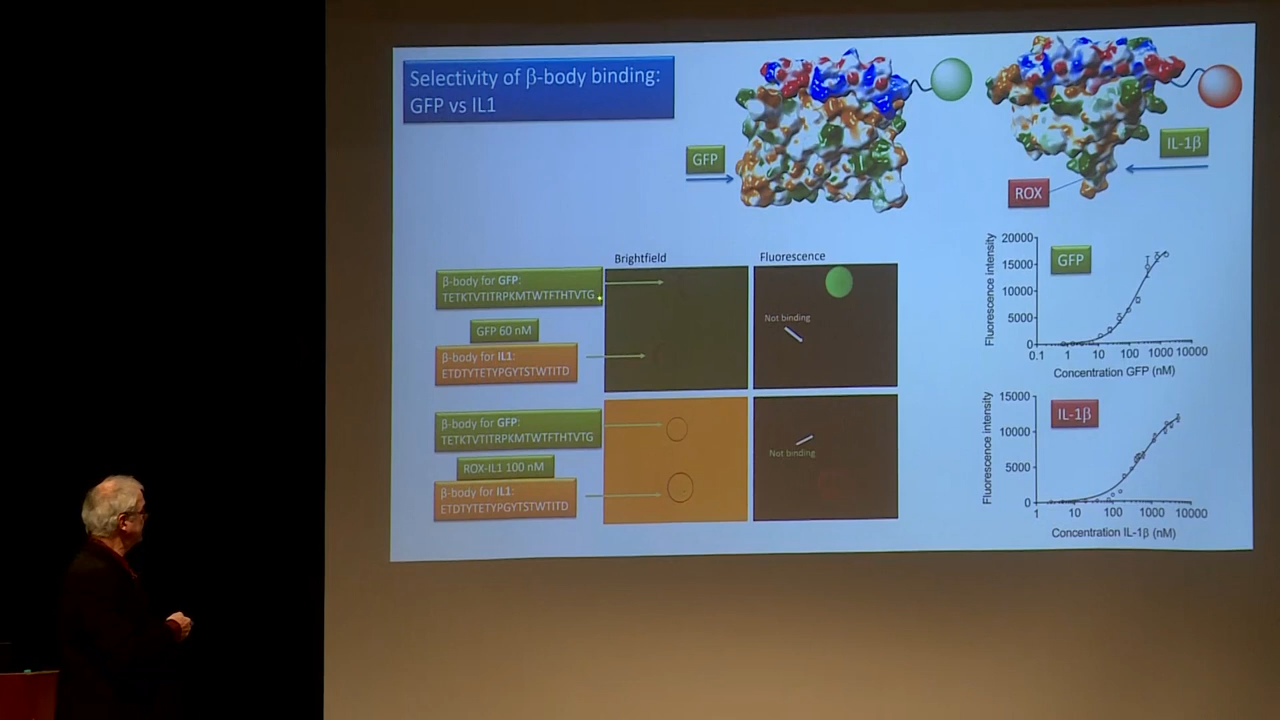 Selectivity of β-body binding:
GFP vs IL1
GFP
IL-1β
ROX
Brightfield
Fluorescence
β-body for GFP:
TETKTVTITRPKMTWTFTHTVTG
GFP 60 nM
β-body for IL1:
ETDTYTETYPGYTSTWTITD
Not binding
β-body for GFP:
TETKTVTITRPKMTWTFTHTVTG
ROX-IL1 100 nM
β-body for IL1:
ETDTYTETYPGYTSTWTITD
Not binding
Fluorescence intensity
20000
15000
10000
5000
0
GFP
0.1 1 10 100 1000 10000
Concentration GFP (nM)
Fluorescence intensity
15000
10000
5000
0
IL-1β
1 10 100 1000 10000
Concentration IL-1β (nM)